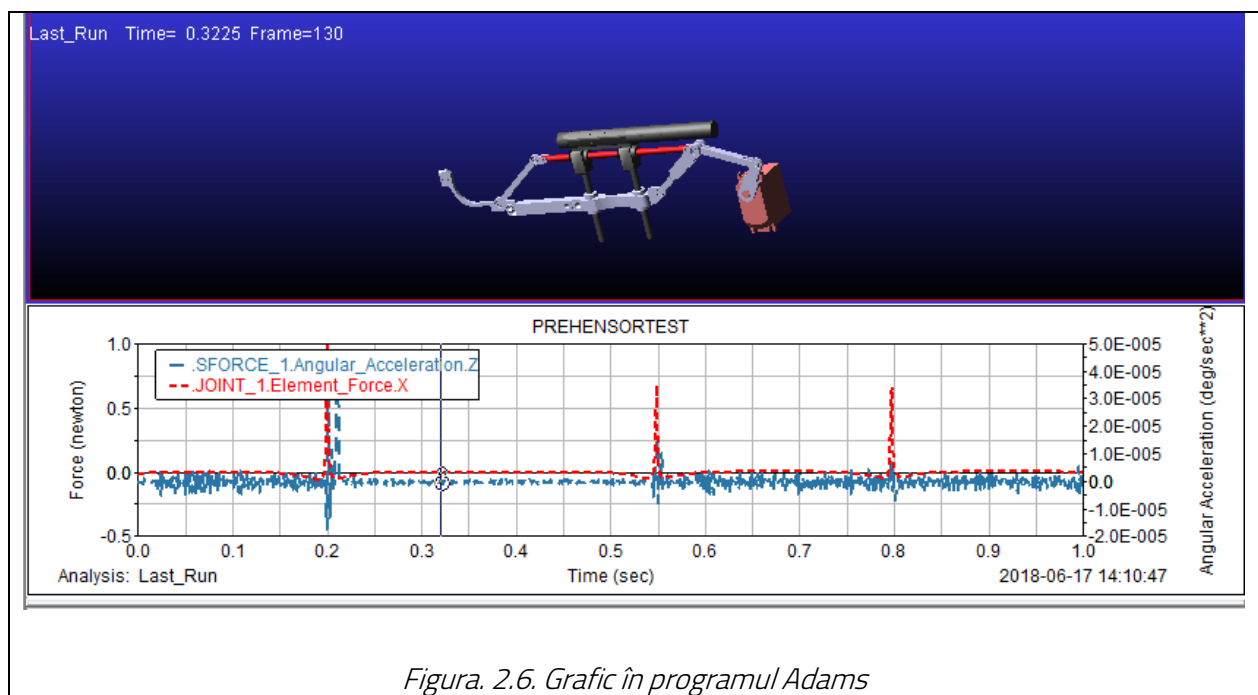 Last_Run Time= 0.3225 Frame=130
PREHENSORTEST
.SFORCE_1.Angular_Acceleration.Z
.JOINT_1.Element_Force.X
Force (newton)
1.0
0.5
0.0
-0.5
5.0E-005
4.0E-005
3.0E-005
2.0E-005
1.0E-005
0.0
-1.0E-005
-2.0E-005
Angular Acceleration (deg/sec**2)
0.0 0.1 0.2 0.3 0.4 0.5 0.6 0.7 0.8 0.9 1.0
Analysis: Last_Run Time (sec) 2018-06-17 14:10:47
Figura. 2.6. Grafic în programul Adams